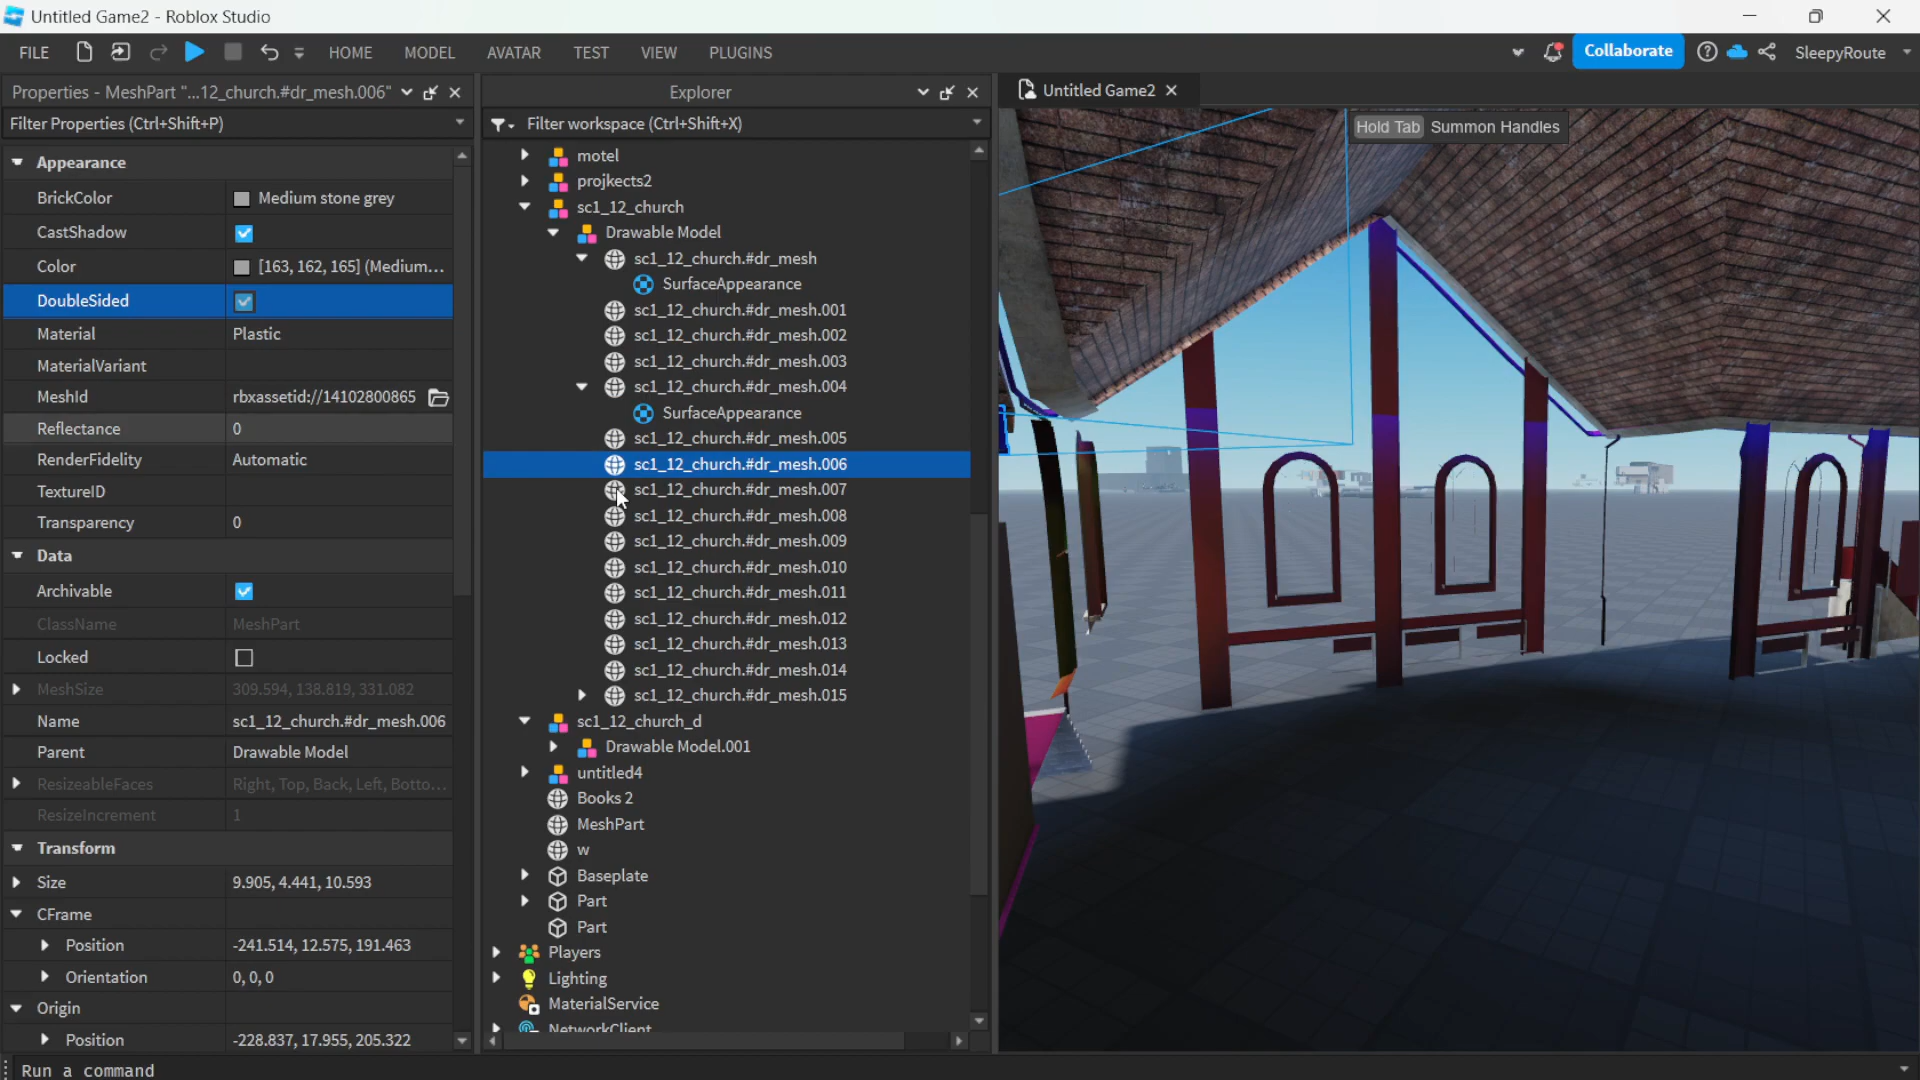 Untitled Game2 - Roblox Studio
FILE HOME MODEL AVATAR TEST VIEW PLUGINS Collaborate SleepyRoute
Properties - MeshPart "...12_church.#dr_mesh.006"
Filter Properties (Ctrl+Shift+P)
Appearance
BrickColor Medium stone grey
CastShadow
Color [163, 162, 165] (Medium...
DoubleSided
Material Plastic
MaterialVariant
MeshId rbxassetid://14102800865
Reflectance 0
RenderFidelity Automatic
TextureID
Transparency 0
Data
Archivable
ClassName MeshPart
Locked
MeshSize 309.594, 138.819, 331.082
Name sc1_12_church.#dr_mesh.006
Parent Drawable Model
ResizeableFaces Right, Top, Back, Left, Botto...
ResizeIncrement 1
Transform
Size 9.905, 4.441, 10.593
CFrame
Position -241.514, 12.575, 191.463
Orientation 0, 0, 0
Origin
Position -228.837, 17.955, 205.322
Explorer
Filter workspace (Ctrl+Shift+X)
motel
projkects2
sc1_12_church
Drawable Model
sc1_12_church.#dr_mesh
SurfaceAppearance
sc1_12_church.#dr_mesh.001
sc1_12_church.#dr_mesh.002
sc1_12_church.#dr_mesh.003
sc1_12_church.#dr_mesh.004
SurfaceAppearance
sc1_12_church.#dr_mesh.005
sc1_12_church.#dr_mesh.006
sc1_12_church.#dr_mesh.007
sc1_12_church.#dr_mesh.008
sc1_12_church.#dr_mesh.009
sc1_12_church.#dr_mesh.010
sc1_12_church.#dr_mesh.011
sc1_12_church.#dr_mesh.012
sc1_12_church.#dr_mesh.013
sc1_12_church.#dr_mesh.014
sc1_12_church.#dr_mesh.015
sc1_12_church_d
Drawable Model.001
untitled4
Books 2
MeshPart
w
Baseplate
Part
Part
Players
Lighting
MaterialService
NetworkClient
Untitled Game2
Hold Tab Summon Handles
Run a command